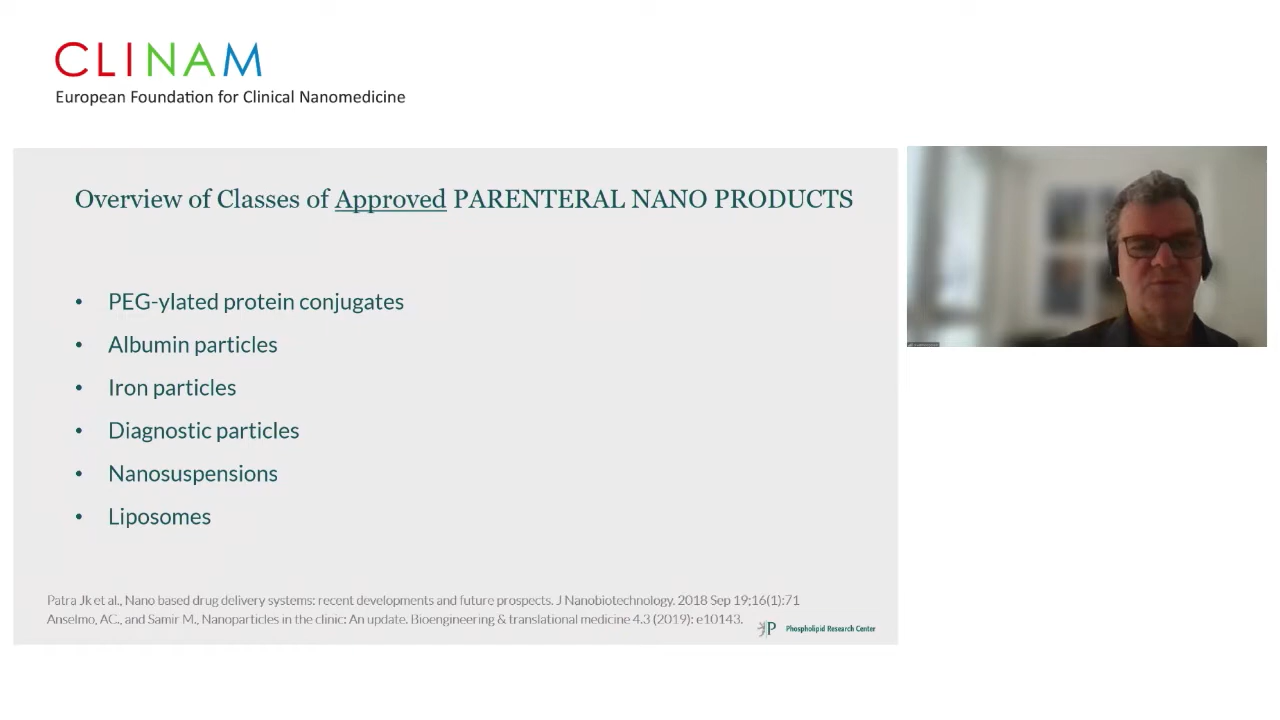 CLINAM
European Foundation for Clinical Nanomedicine
Overview of Classes of Approved PARENTERAL NANO PRODUCTS
• PEG-ylated protein conjugates
• Albumin particles
• Iron particles
• Diagnostic particles
• Nanosuspensions
• Liposomes
Patra Jk et al., Nano based drug delivery systems: recent developments and future prospects. J Nanobiotechnology. 2018 Sep 19;16(1):71
Anselmo, AC., and Samir M., Nanoparticles in the clinic: An update. Bioengineering & translational medicine 4.3 (2019): e10143.
P Phospholipid Research Center